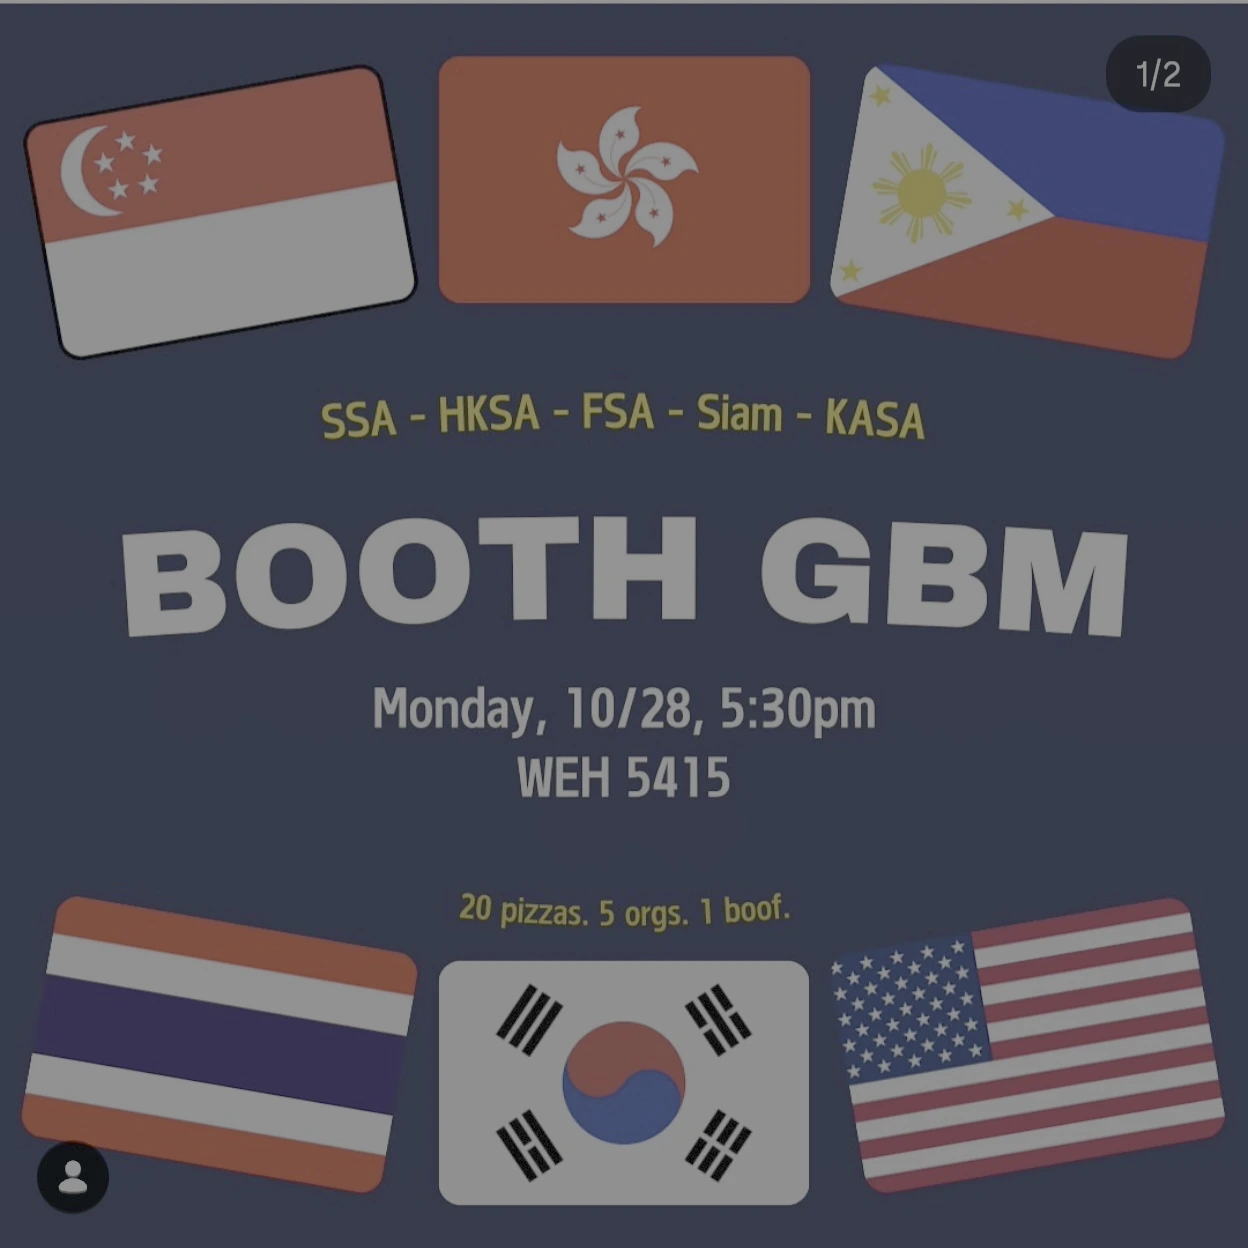 1/2
SSA - HKSA - FSA - Siam - KASA
BOOTH GBM
Monday, 10/28, 5:30pm
WEH 5415
20 pizzas. 5 orgs. 1 boof.